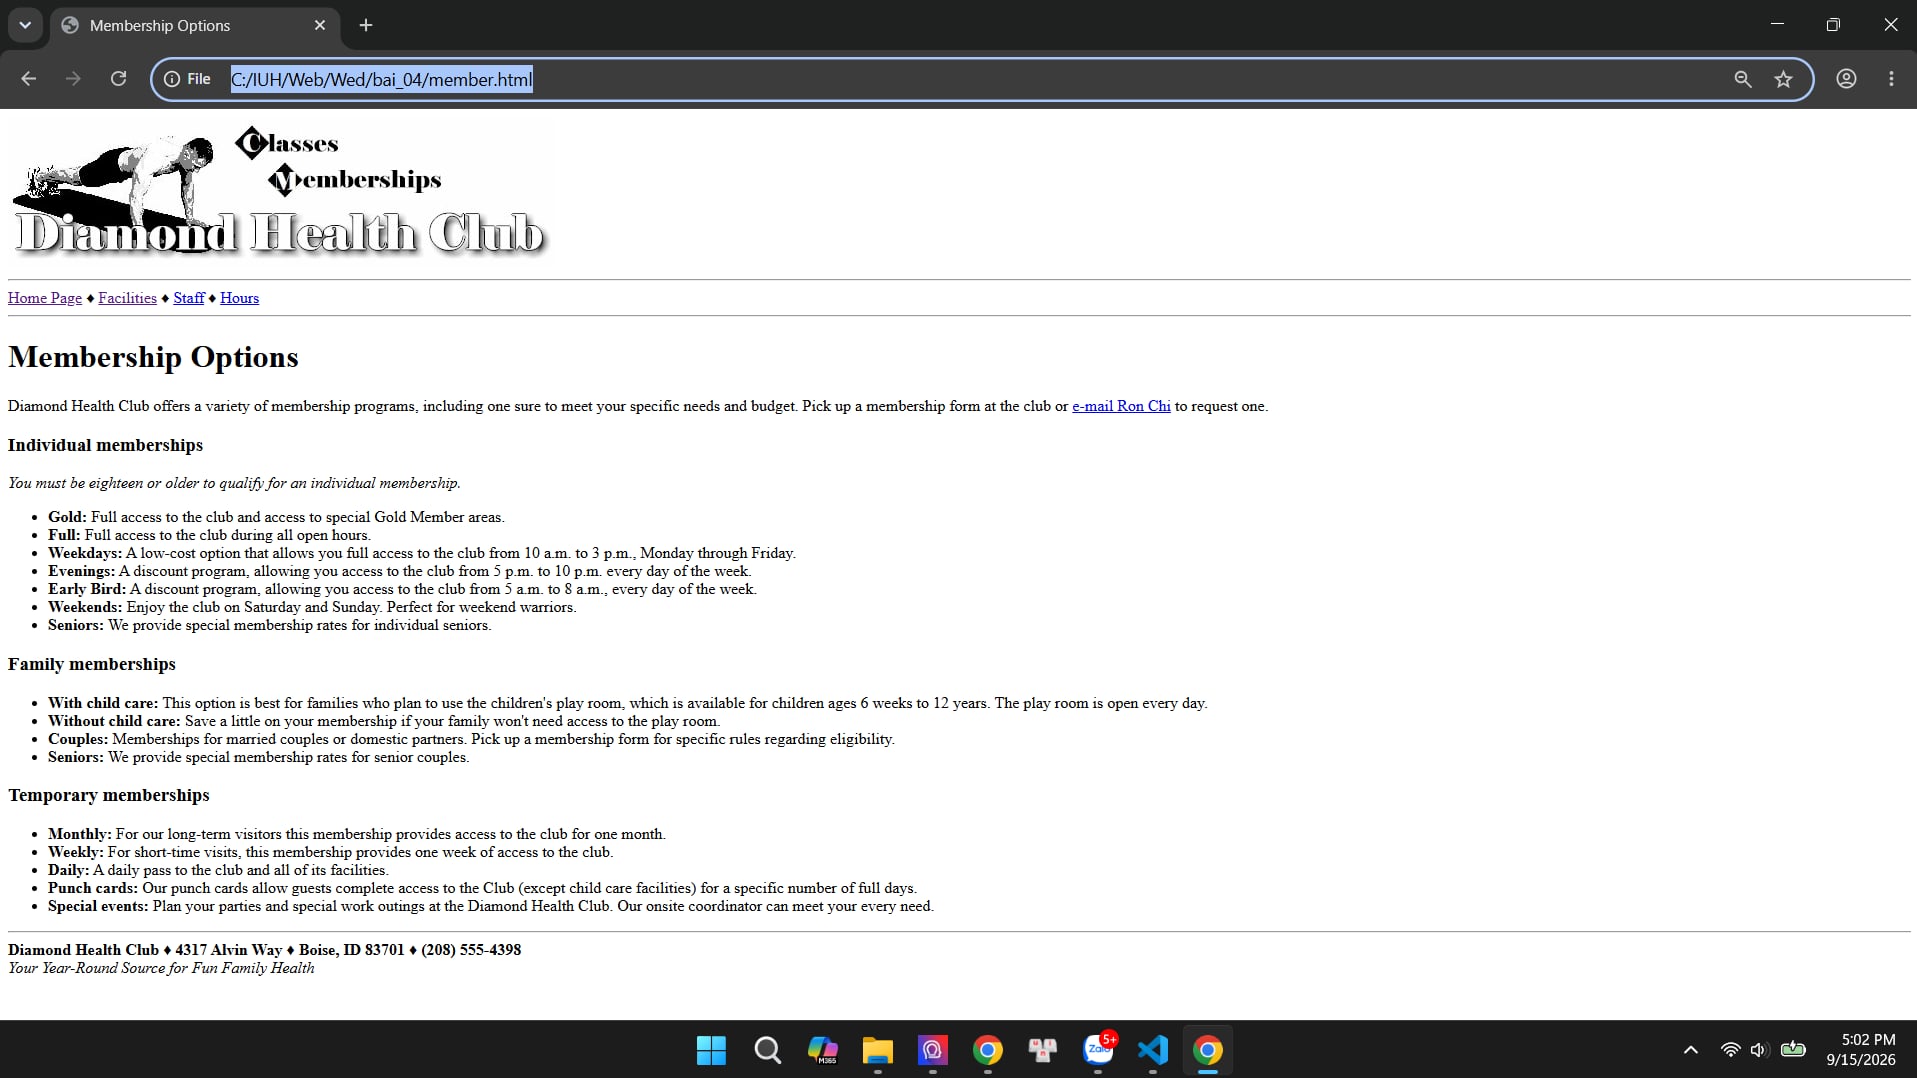 Membership Options
File C:/IUH/Web/Wed/bai_04/member.html
Classes
Memberships
Diamond Health Club
Home Page ♦ Facilities ♦ Staff ♦ Hours
Membership Options
Diamond Health Club offers a variety of membership programs, including one sure to meet your specific needs and budget. Pick up a membership form at the club or e-mail Ron Chi to request one.
Individual memberships
You must be eighteen or older to qualify for an individual membership.
• Gold: Full access to the club and access to special Gold Member areas.
• Full: Full access to the club during all open hours.
• Weekdays: A low-cost option that allows you full access to the club from 10 a.m. to 3 p.m., Monday through Friday.
• Evenings: A discount program, allowing you access to the club from 5 p.m. to 10 p.m. every day of the week.
• Early Bird: A discount program, allowing you access to the club from 5 a.m. to 8 a.m., every day of the week.
• Weekends: Enjoy the club on Saturday and Sunday. Perfect for weekend warriors.
• Seniors: We provide special membership rates for individual seniors.
Family memberships
• With child care: This option is best for families who plan to use the children's play room, which is available for children ages 6 weeks to 12 years. The play room is open every day.
• Without child care: Save a little on your membership if your family won't need access to the play room.
• Couples: Memberships for married couples or domestic partners. Pick up a membership form for specific rules regarding eligibility.
• Seniors: We provide special membership rates for senior couples.
Temporary memberships
• Monthly: For our long-term visitors this membership provides access to the club for one month.
• Weekly: For short-time visits, this membership provides one week of access to the club.
• Daily: A daily pass to the club and all of its facilities.
• Punch cards: Our punch cards allow guests complete access to the Club (except child care facilities) for a specific number of full days.
• Special events: Plan your parties and special work outings at the Diamond Health Club. Our onsite coordinator can meet your every need.
Diamond Health Club ♦ 4317 Alvin Way ♦ Boise, ID 83701 ♦ (208) 555-4398
Your Year-Round Source for Fun Family Health
M365
Zalo
5+
5:02 PM
9/15/2026